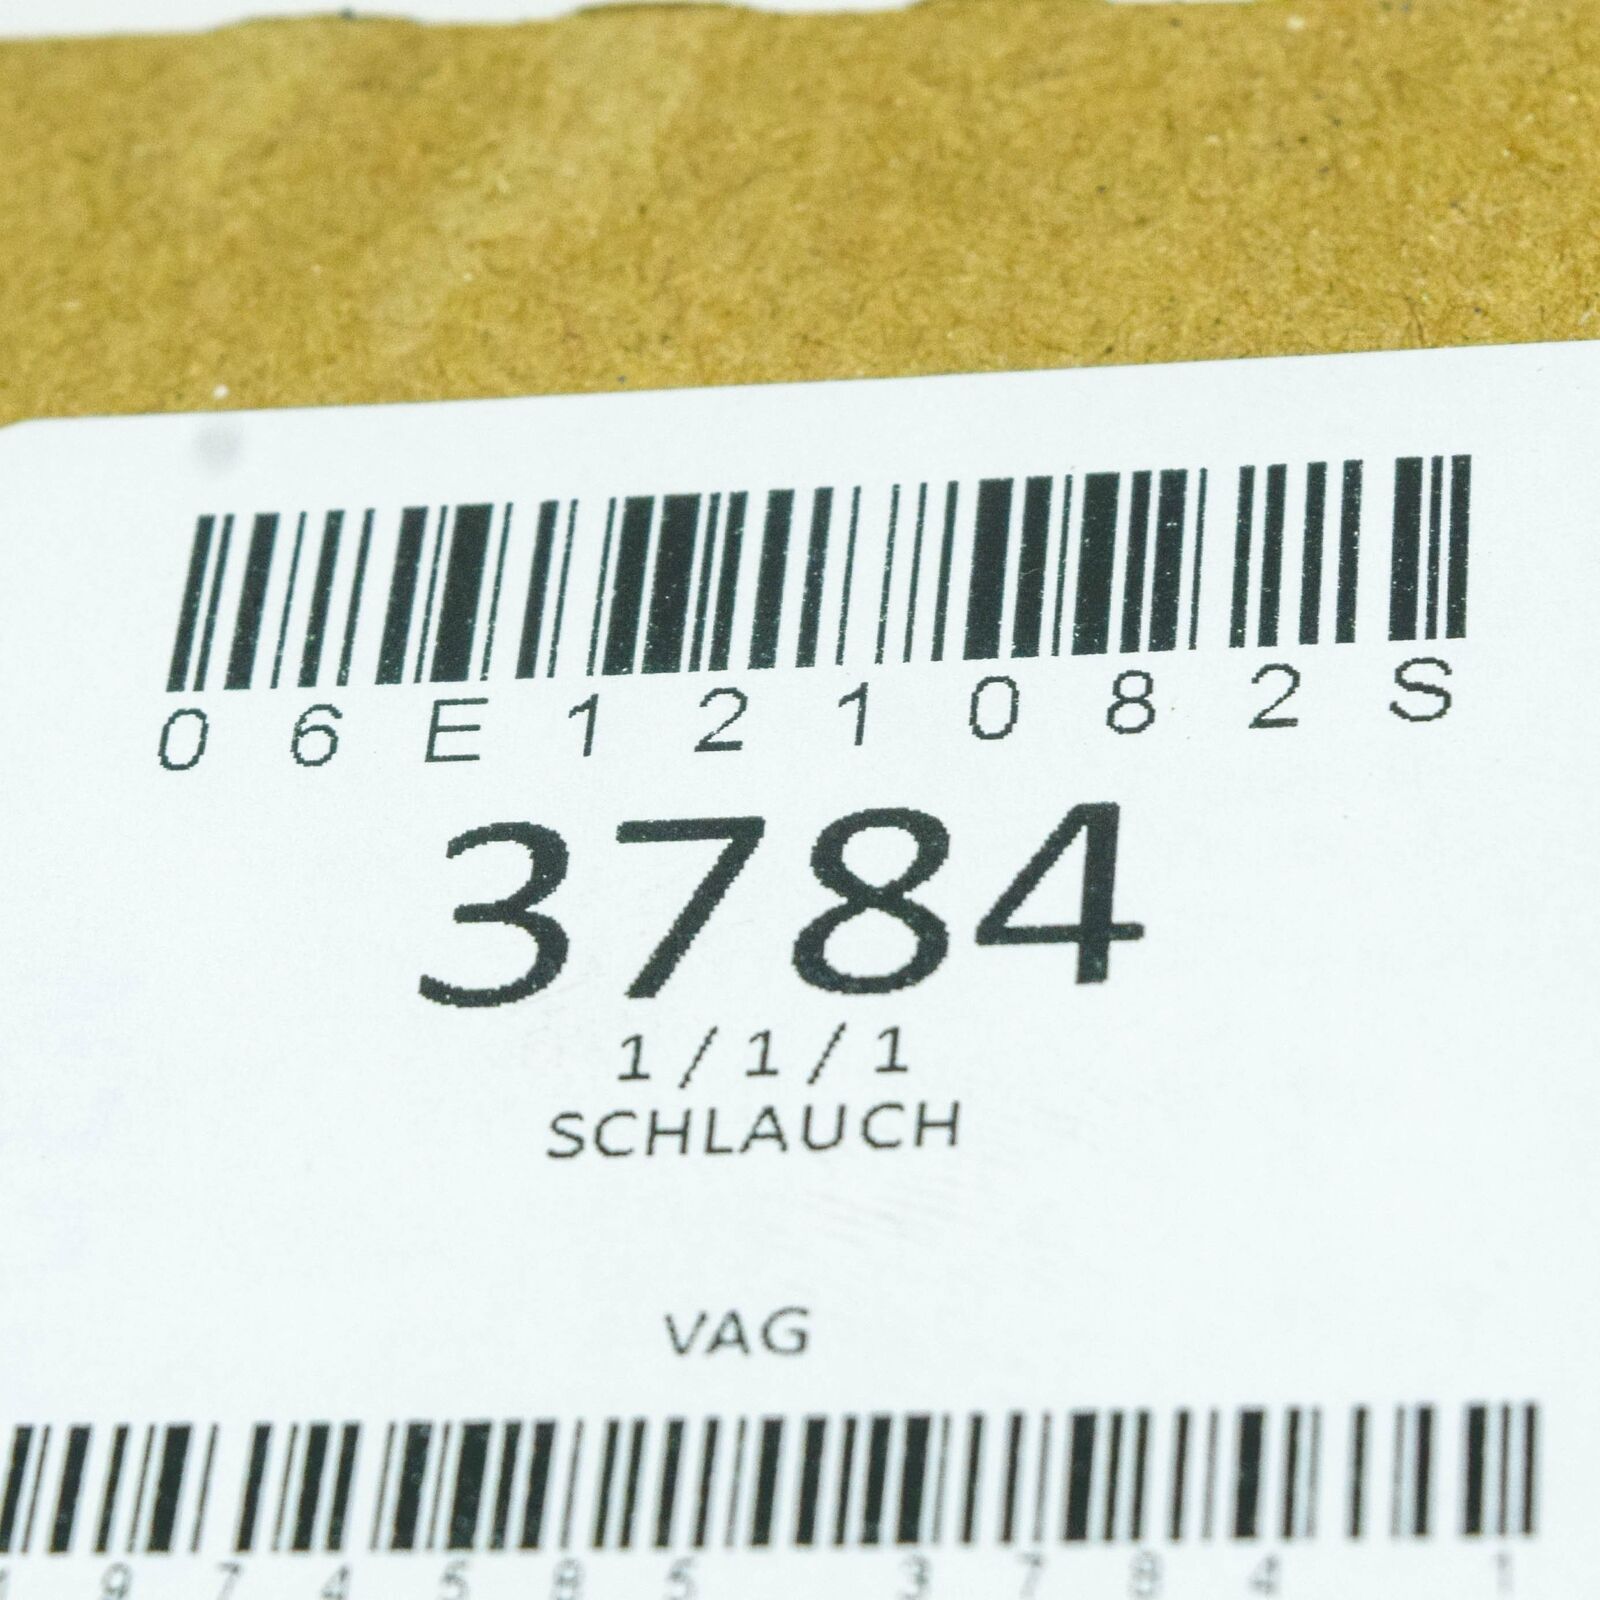 06E121082S
3784
1/1/1
SCHLAUCH
VAG